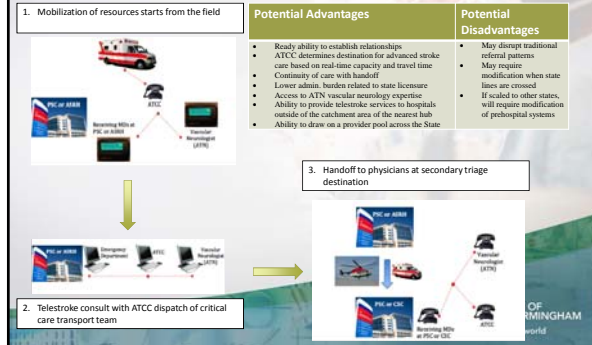 1. Mobilization of resources starts from the field
ATCC
PSC or ASRH
Receiving MDs at
PSC or ASRH
Vascular
Neurologist
(ATN)
Potential Advantages
Potential
Disadvantages
• Ready ability to establish relationships
• ATCC determines destination for advanced stroke
care based on real-time capacity and travel time
• Continuity of care with handoff
• Lower admin. burden related to state licensure
• Access to ATN vascular neurology expertise
• Ability to provide telestroke services to hospitals
outside of the catchment area of the nearest hub
• Ability to draw on a provider pool across the State
• May disrupt traditional
referral patterns
• May require
modification when state
lines are crossed
• If scaled to other states,
will require modification
of prehospital systems
PSC or ASRH
Emergency
Department
ATCC
Vascular
Neurologist
(ATN)
2. Telestroke consult with ATCC dispatch of critical
care transport team
3. Handoff to physicians at secondary triage
destination
PSC or ASRH
Vascular
Neurologist
(ATN)
PSC or CSC
Receiving MDs
at PSC or CSC
ATCC
OF
RMINGHAM
world